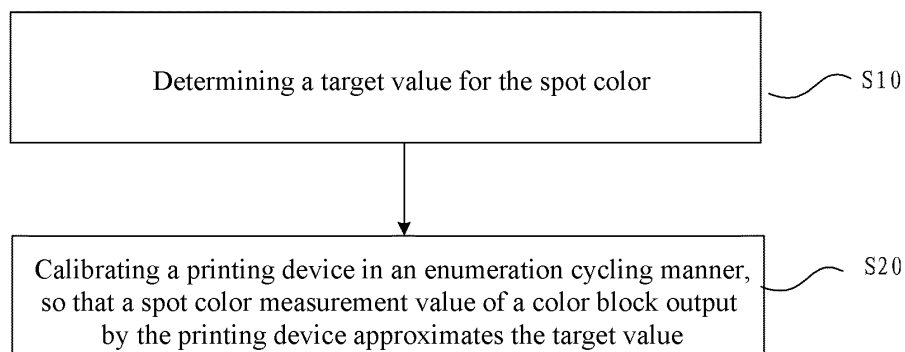 Determining a target value for the spot color
S10
Calibrating a printing device in an enumeration cycling manner,
so that a spot color measurement value of a color block output
by the printing device approximates the target value
S20